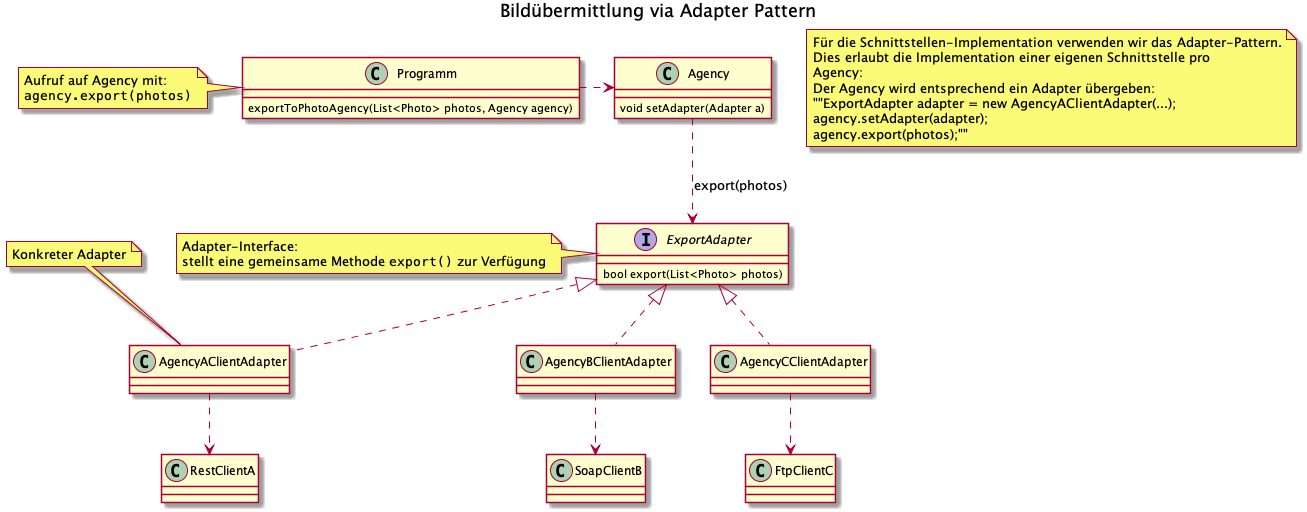 Bildübermittlung via Adapter Pattern
Aufruf auf Agency mit:
agency.export(photos)
C Programm
exportToPhotoAgency(List<Photo> photos, Agency agency)
C Agency
void setAdapter(Adapter a)
Für die Schnittstellen-Implementation verwenden wir das Adapter-Pattern.
Dies erlaubt die Implementation einer eigenen Schnittstelle pro
Agency:
Der Agency wird entsprechend ein Adapter übergeben:
""ExportAdapter adapter = new AgencyAClientAdapter(...);
agency.setAdapter(adapter);
agency.export(photos);""
export(photos)
Konkreter Adapter
Adapter-Interface:
stellt eine gemeinsame Methode export() zur Verfügung
I ExportAdapter
bool export(List<Photo> photos)
C AgencyAClientAdapter
C AgencyBClientAdapter
C AgencyCClientAdapter
C RestClientA
C SoapClientB
C FtpClientC